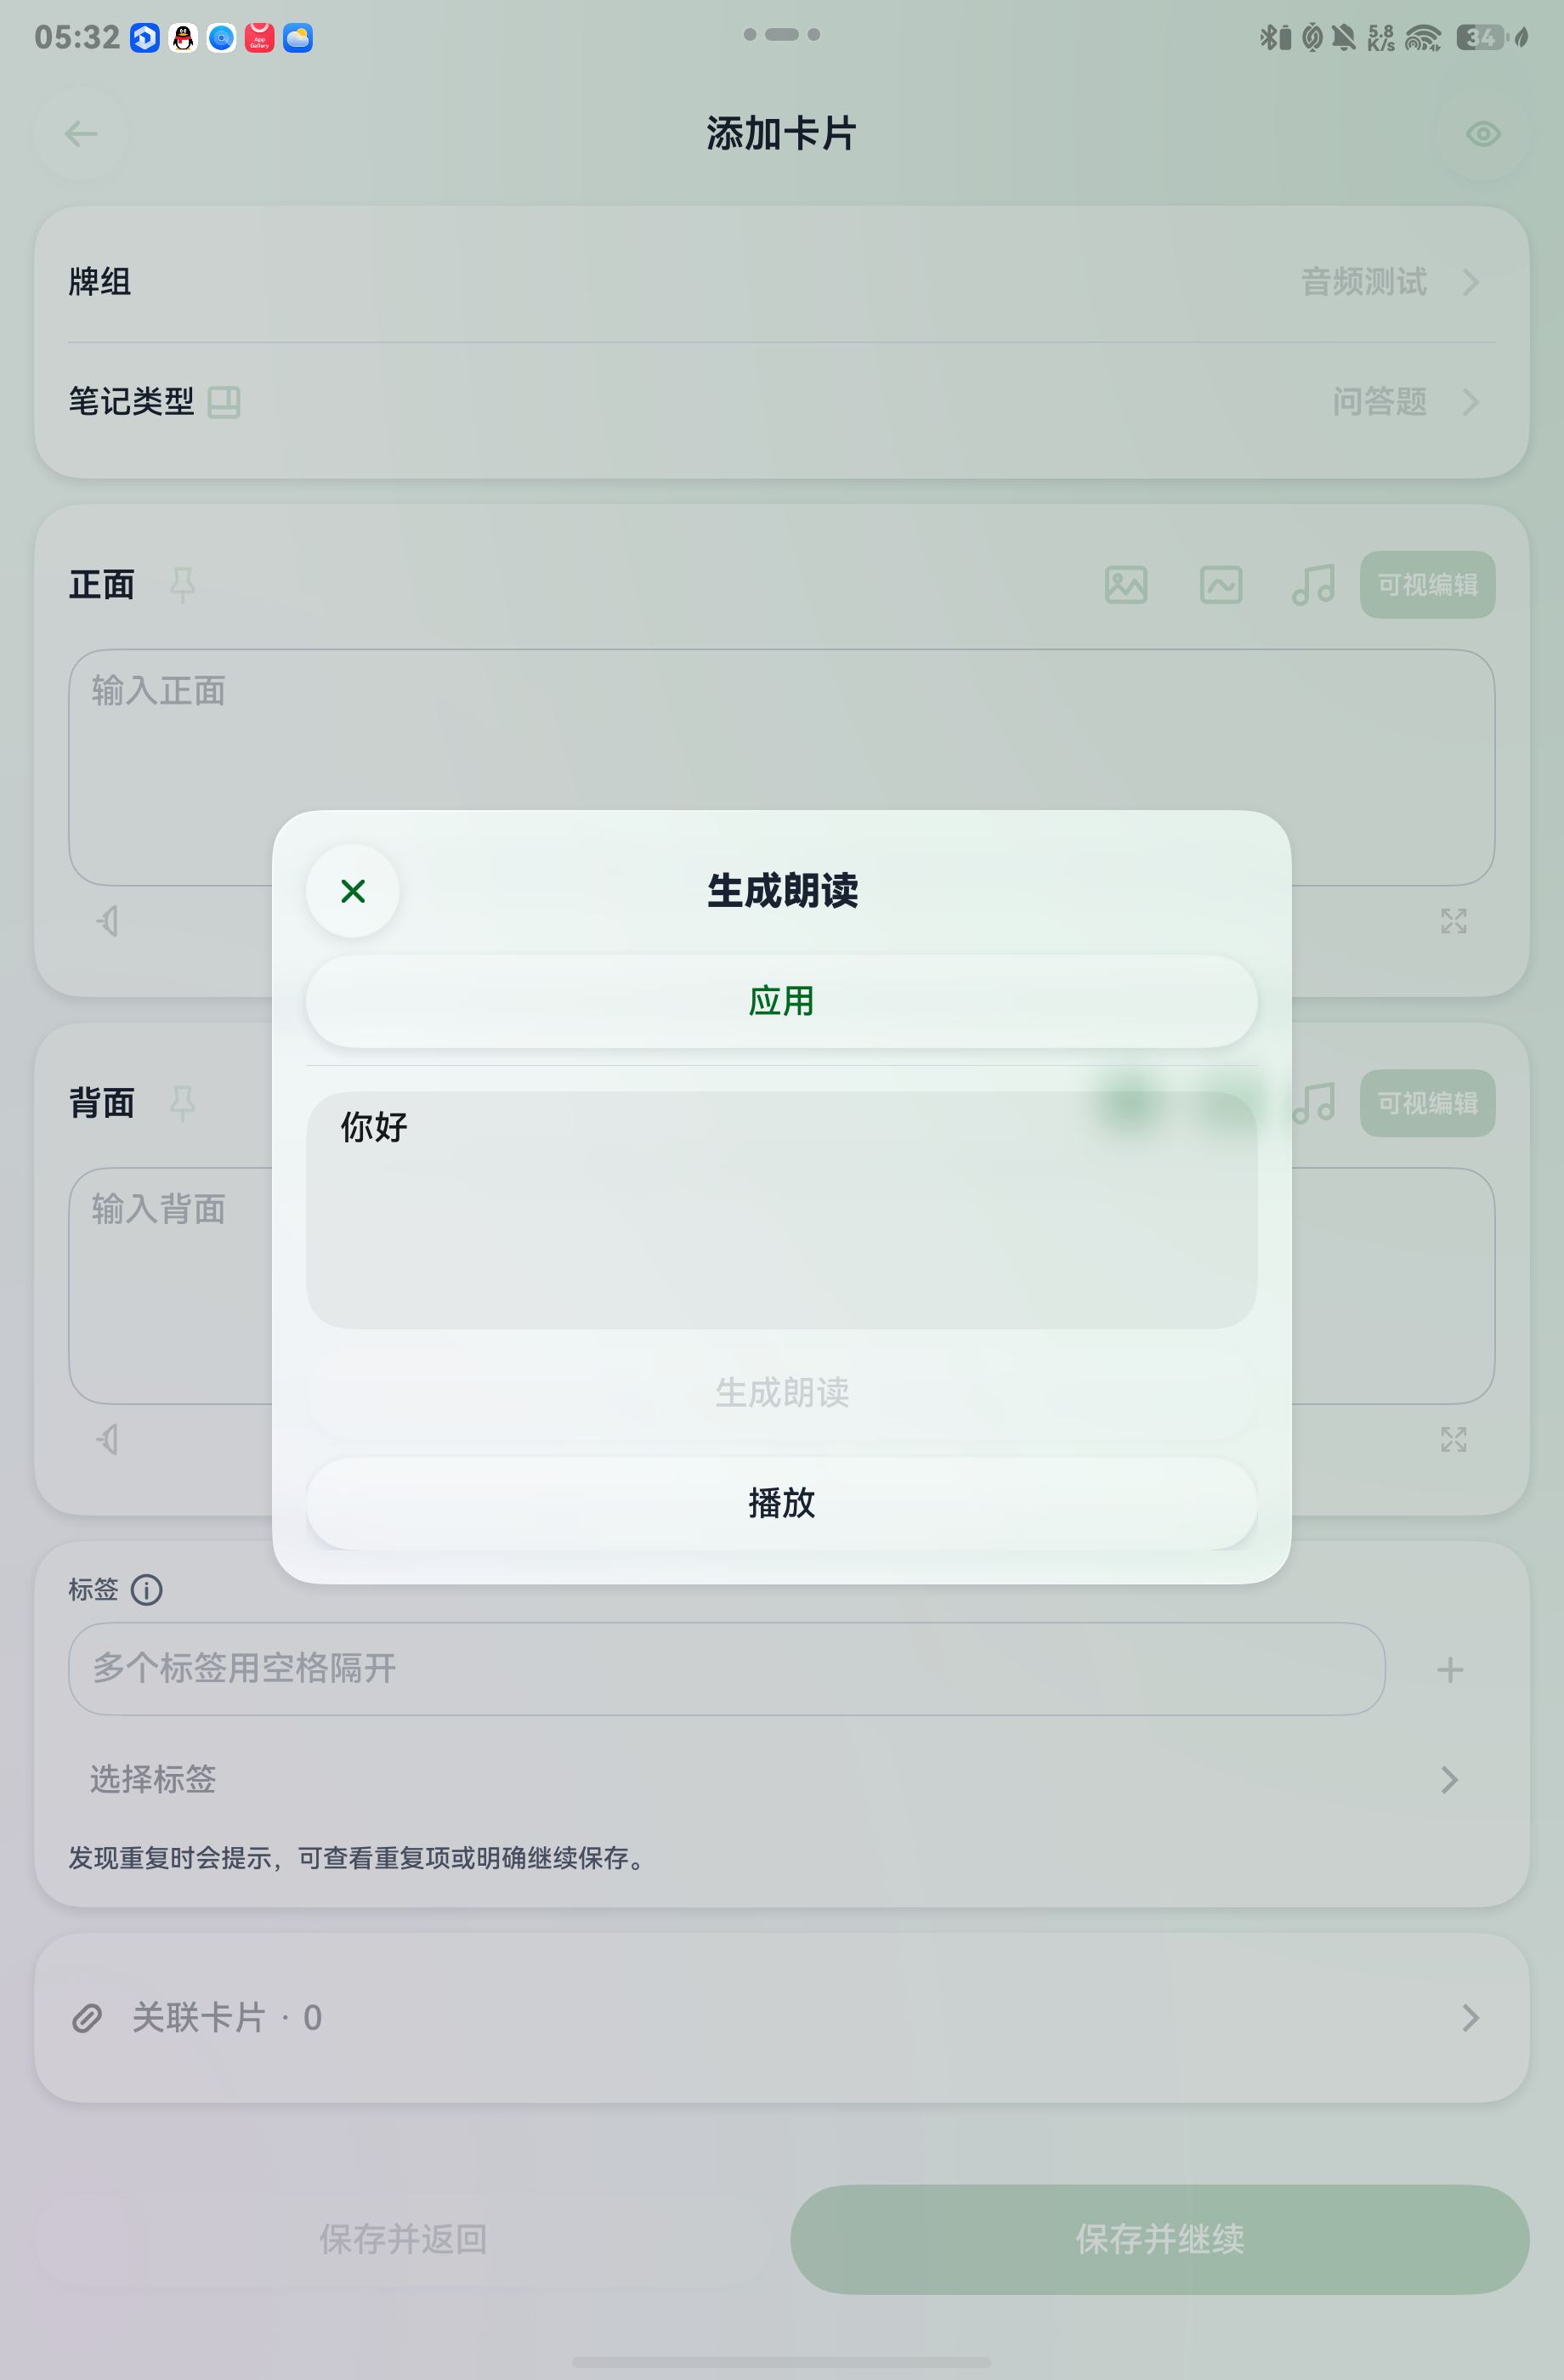 05:32
5.8
K/s
34
添加卡片
牌组
音频测试
笔记类型
问答题
正面
可视编辑
输入正面
生成朗读
应用
背面
可视编辑
你好
输入背面
生成朗读
播放
标签
多个标签用空格隔开
选择标签
发现重复时会提示，可查看重复项或明确继续保存。
关联卡片 · 0
保存并返回
保存并继续